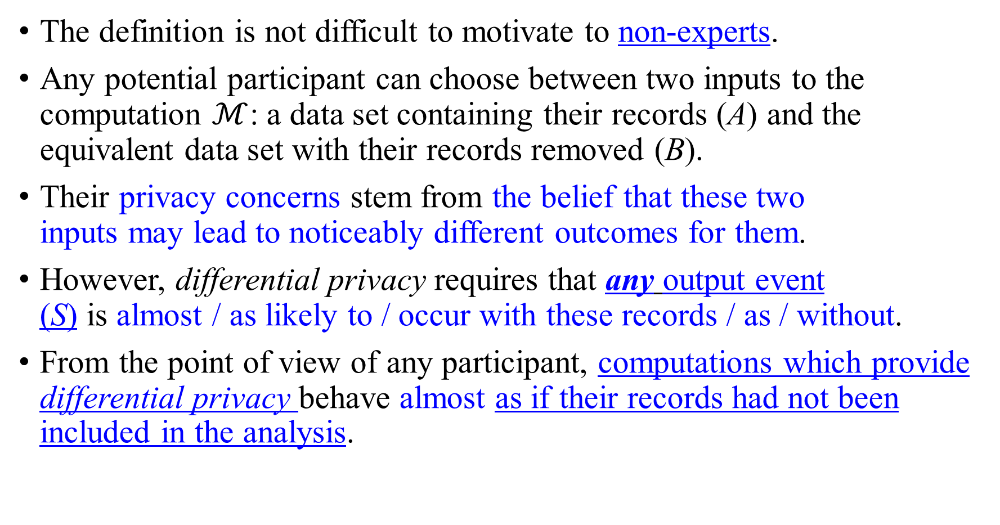 • The definition is not difficult to motivate to non-experts.
• Any potential participant can choose between two inputs to the
computation ℳ: a data set containing their records (A) and the
equivalent data set with their records removed (B).
• Their privacy concerns stem from the belief that these two
inputs may lead to noticeably different outcomes for them.
• However, differential privacy requires that any output event
(S) is almost / as likely to / occur with these records / as / without.
• From the point of view of any participant, computations which provide
differential privacy behave almost as if their records had not been
included in the analysis.